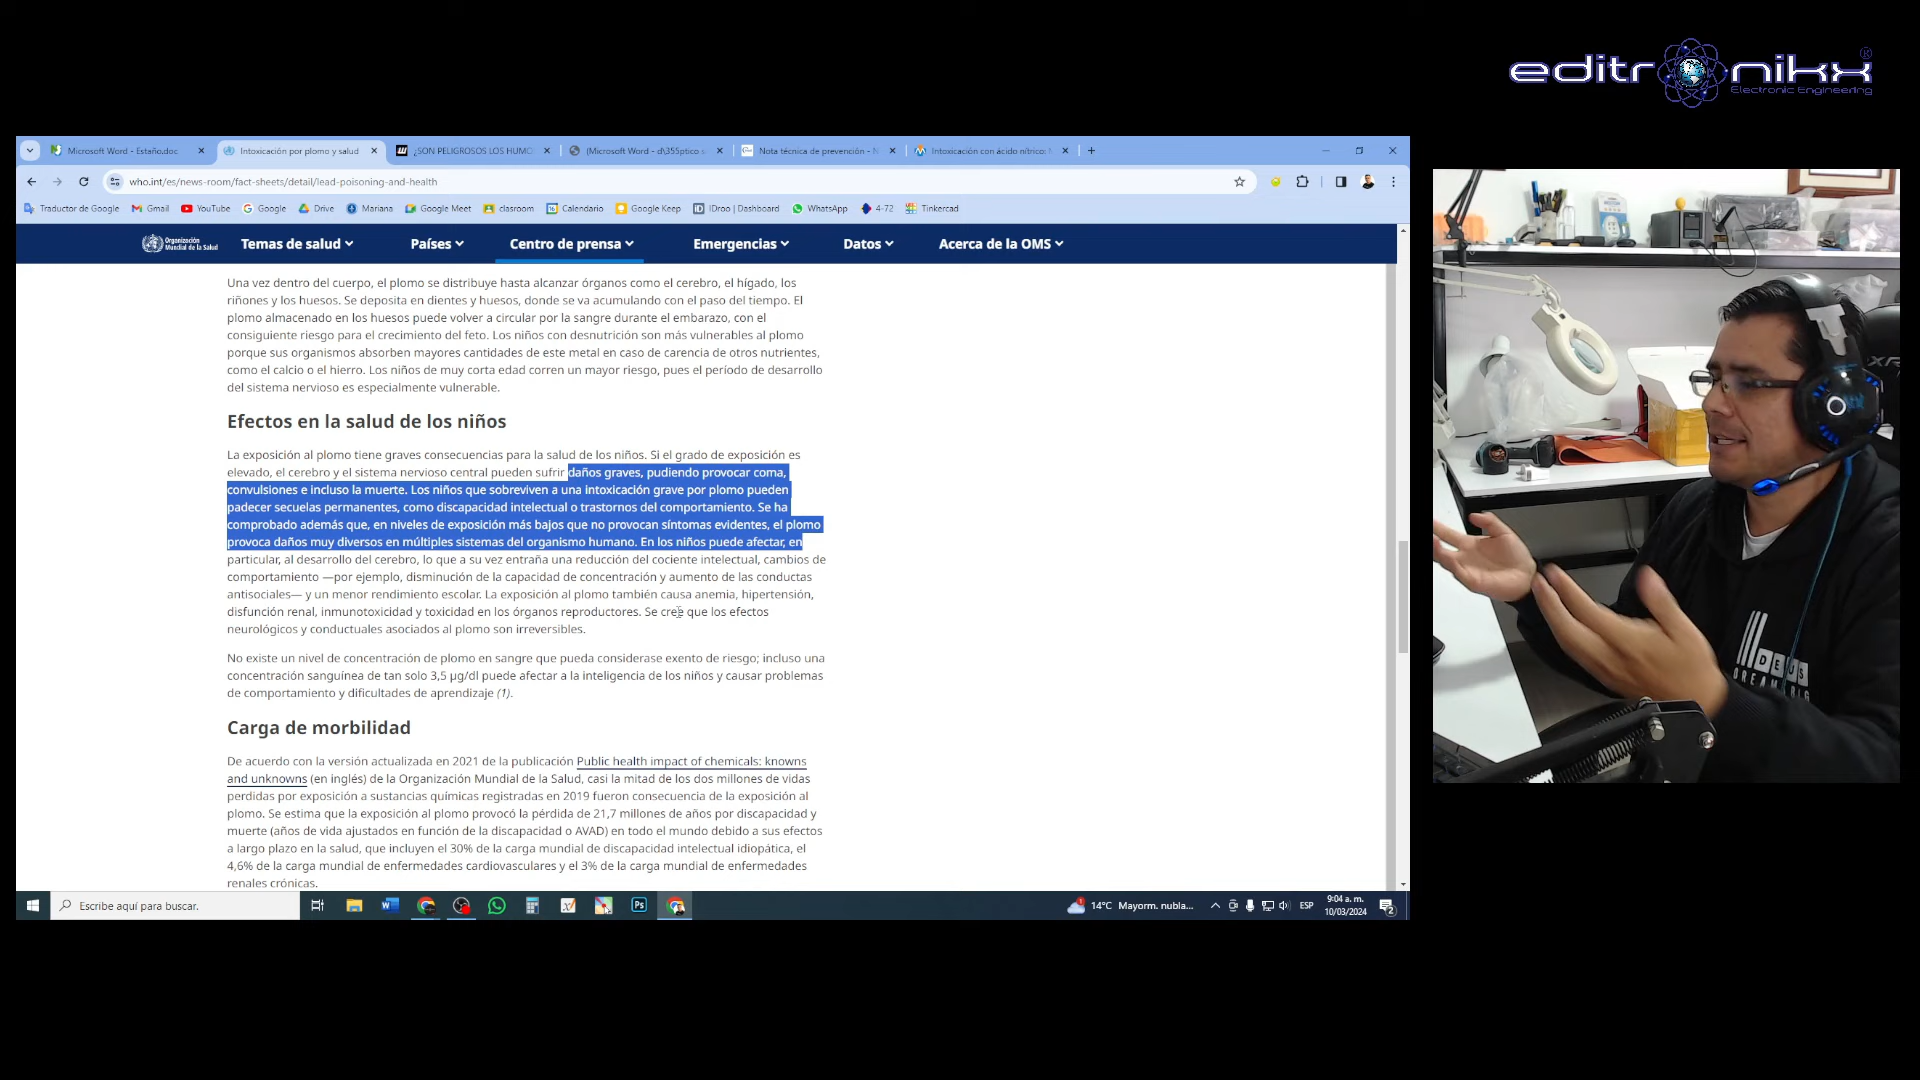 editronikx ®
Electronic Engineering
Microsoft Word - Estaño.doc
Intoxicación por plomo y salud
¿SON PELIGROSOS LOS HUMO
(Microsoft Word - d\355ptico s
Nota técnica de prevención - N
Intoxicación con ácido nítrico:
who.int/es/news-room/fact-sheets/detail/lead-poisoning-and-health
Traductor de Google Gmail YouTube Google Drive Mariana Google Meet clasroom Calendario Google Keep IDroo | Dashboard WhatsApp 4-72 Tinkercad
Organización
Mundial de la Salud
Temas de salud Países Centro de prensa Emergencias Datos Acerca de la OMS
Una vez dentro del cuerpo, el plomo se distribuye hasta alcanzar órganos como el cerebro, el hígado, los
riñones y los huesos. Se deposita en dientes y huesos, donde se va acumulando con el paso del tiempo. El
plomo almacenado en los huesos puede volver a circular por la sangre durante el embarazo, con el
consiguiente riesgo para el crecimiento del feto. Los niños con desnutrición son más vulnerables al plomo
porque sus organismos absorben mayores cantidades de este metal en caso de carencia de otros nutrientes,
como el calcio o el hierro. Los niños de muy corta edad corren un mayor riesgo, pues el período de desarrollo
del sistema nervioso es especialmente vulnerable.
Efectos en la salud de los niños
La exposición al plomo tiene graves consecuencias para la salud de los niños. Si el grado de exposición es
elevado, el cerebro y el sistema nervioso central pueden sufrir daños graves, pudiendo provocar coma,
convulsiones e incluso la muerte. Los niños que sobreviven a una intoxicación grave por plomo pueden
padecer secuelas permanentes, como discapacidad intelectual o trastornos del comportamiento. Se ha
comprobado además que, en niveles de exposición más bajos que no provocan síntomas evidentes, el plomo
provoca daños muy diversos en múltiples sistemas del organismo humano. En los niños puede afectar, en
particular, al desarrollo del cerebro, lo que a su vez entraña una reducción del cociente intelectual, cambios de
comportamiento —por ejemplo, disminución de la capacidad de concentración y aumento de las conductas
antisociales— y un menor rendimiento escolar. La exposición al plomo también causa anemia, hipertensión,
disfunción renal, inmunotoxicidad y toxicidad en los órganos reproductores. Se cree que los efectos
neurológicos y conductuales asociados al plomo son irreversibles.
No existe un nivel de concentración de plomo en sangre que pueda considerase exento de riesgo; incluso una
concentración sanguínea de tan solo 3,5 µg/dl puede afectar a la inteligencia de los niños y causar problemas
de comportamiento y dificultades de aprendizaje (1).
Carga de morbilidad
De acuerdo con la versión actualizada en 2021 de la publicación Public health impact of chemicals: knowns
and unknowns (en inglés) de la Organización Mundial de la Salud, casi la mitad de los dos millones de vidas
perdidas por exposición a sustancias químicas registradas en 2019 fueron consecuencia de la exposición al
plomo. Se estima que la exposición al plomo provocó la pérdida de 21,7 millones de años por discapacidad y
muerte (años de vida ajustados en función de la discapacidad o AVAD) en todo el mundo debido a sus efectos
a largo plazo en la salud, que incluyen el 30% de la carga mundial de discapacidad intelectual idiopática, el
4,6% de la carga mundial de enfermedades cardiovasculares y el 3% de la carga mundial de enfermedades
renales crónicas.
Escribe aquí para buscar.
14°C Mayorm. nubla...
ESP
9:04 a. m.
10/03/2024
DEUS